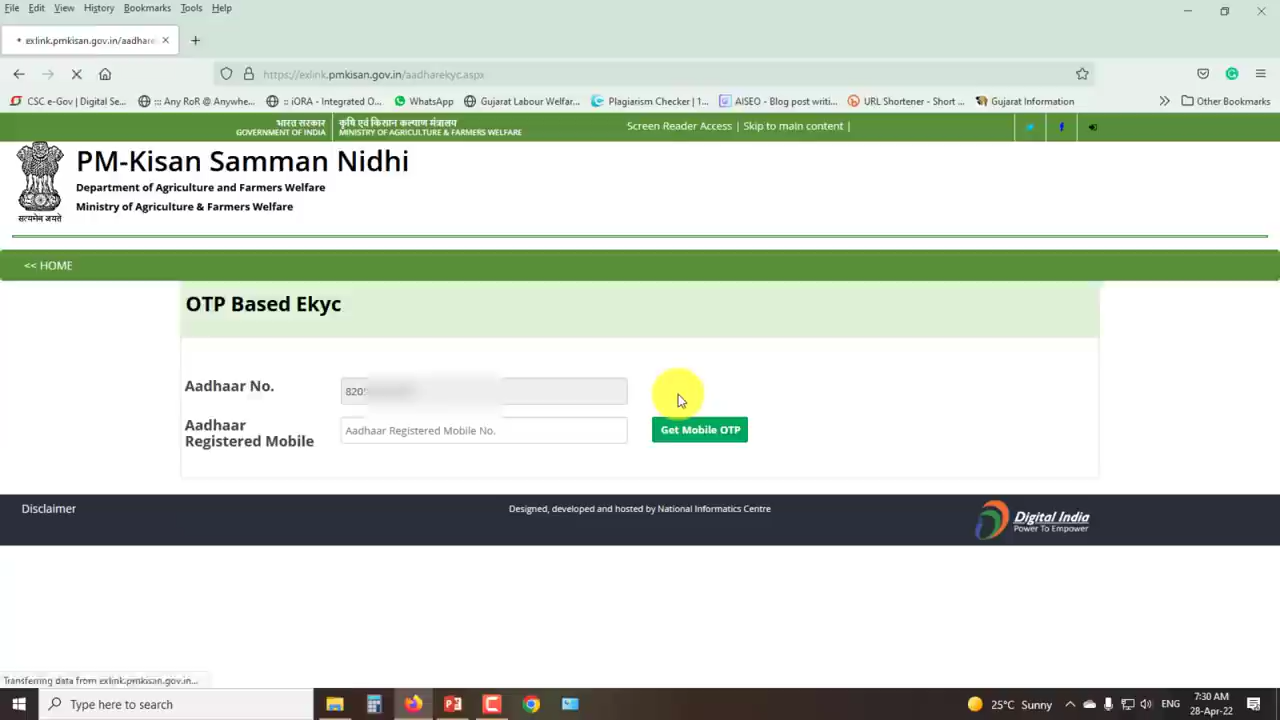 File Edit View History Bookmarks Tools Help
exlink.pmkisan.gov.in/aadhare
https://exlink.pmkisan.gov.in/aadharekyc.aspx
CSC e-Gov | Digital Se... ::: Any RoR @ Anywhe... :: iORA - Integrated O... WhatsApp Gujarat Labour Welfar... Plagiarism Checker | 1... AISEO - Blog post writi... URL Shortener - Short ... Gujarat Information Other Bookmarks
भारत सरकार
GOVERNMENT OF INDIA
कृषि एवं किसान कल्याण मंत्रालय
MINISTRY OF AGRICULTURE & FARMERS WELFARE
Screen Reader Access | Skip to main content |
PM-Kisan Samman Nidhi
Department of Agriculture and Farmers Welfare
Ministry of Agriculture & Farmers Welfare
सत्यमेव जयते
<< HOME
OTP Based Ekyc
Aadhaar No.
Aadhaar
Registered Mobile
Aadhaar Registered Mobile No.
Get Mobile OTP
Disclaimer
Designed, developed and hosted by National Informatics Centre
Digital India
Power To Empower
Transferring data from exlink.pmkisan.gov.in...
Type here to search
25°C Sunny
ENG
7:30 AM
28-Apr-22